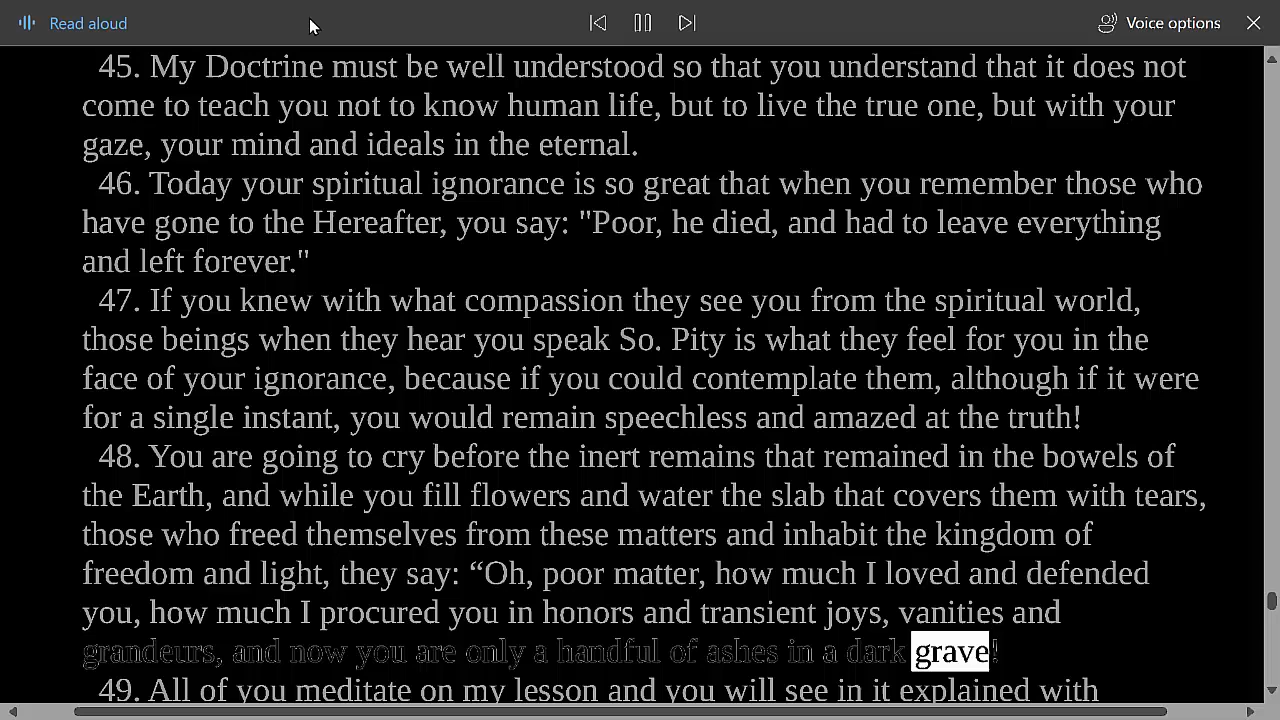 Read aloud
Voice options
45. My Doctrine must be well understood so that you understand that it does not
come to teach you not to know human life, but to live the true one, but with your
gaze, your mind and ideals in the eternal.
46. Today your spiritual ignorance is so great that when you remember those who
have gone to the Hereafter, you say: "Poor, he died, and had to leave everything
and left forever."
47. If you knew with what compassion they see you from the spiritual world,
those beings when they hear you speak So. Pity is what they feel for you in the
face of your ignorance, because if you could contemplate them, although if it were
for a single instant, you would remain speechless and amazed at the truth!
48. You are going to cry before the inert remains that remained in the bowels of
the Earth, and while you fill flowers and water the slab that covers them with tears,
those who freed themselves from these matters and inhabit the kingdom of
freedom and light, they say: “Oh, poor matter, how much I loved and defended
you, how much I procured you in honors and transient joys, vanities and
grandeurs, and now you are only a handful of ashes in a dark grave!
49. All of you meditate on my lesson and you will see in it explained with